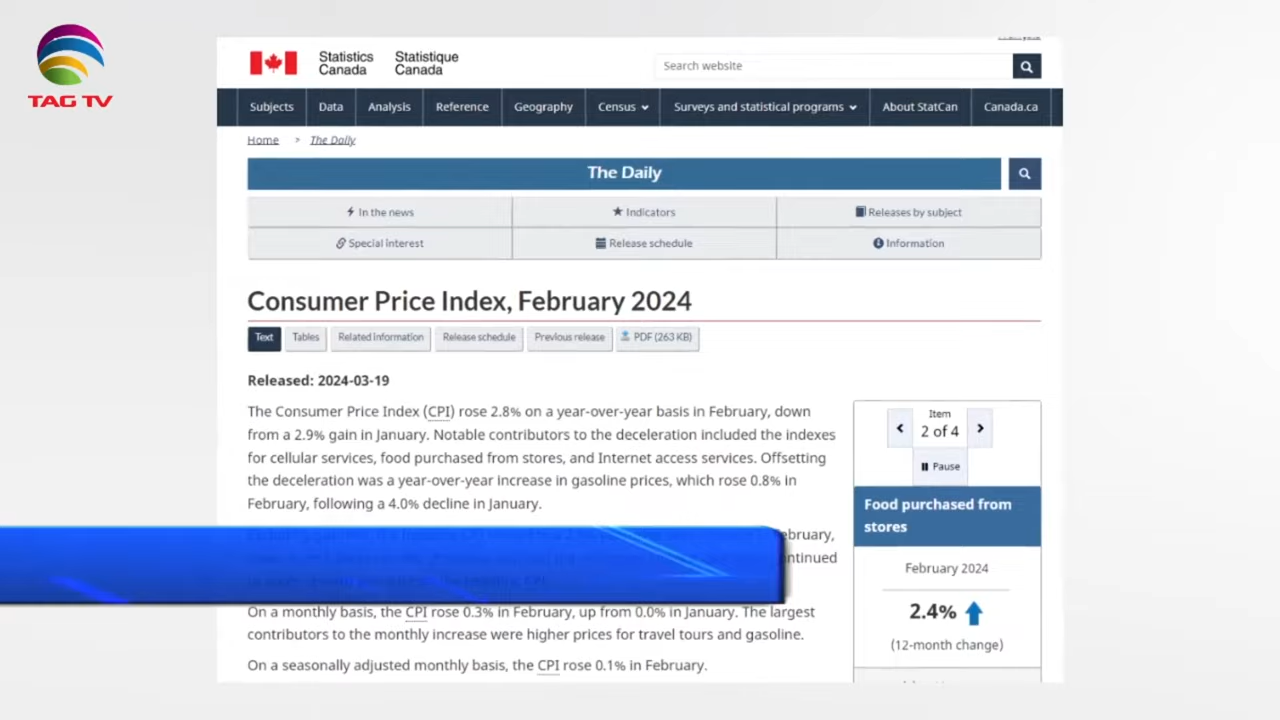 TAG TV
Statistics Canada
Statistique Canada
Search website
Subjects Data Analysis Reference Geography Census Surveys and statistical programs About StatCan Canada.ca
Home > The Daily
The Daily
In the news Indicators Releases by subject
Special interest Release schedule Information
Consumer Price Index, February 2024
Text Tables Related information Release schedule Previous release PDF (263 KB)
Released: 2024-03-19
The Consumer Price Index (CPI) rose 2.8% on a year-over-year basis in February, down
from a 2.9% gain in January. Notable contributors to the deceleration included the indexes
for cellular services, food purchased from stores, and Internet access services. Offsetting
the deceleration was a year-over-year increase in gasoline prices, which rose 0.8% in
February, following a 4.0% decline in January.
On a monthly basis, the CPI rose 0.3% in February, up from 0.0% in January. The largest
contributors to the monthly increase were higher prices for travel tours and gasoline.
On a seasonally adjusted monthly basis, the CPI rose 0.1% in February.
Item
2 of 4
Pause
Food purchased from
stores
February 2024
2.4%
(12-month change)